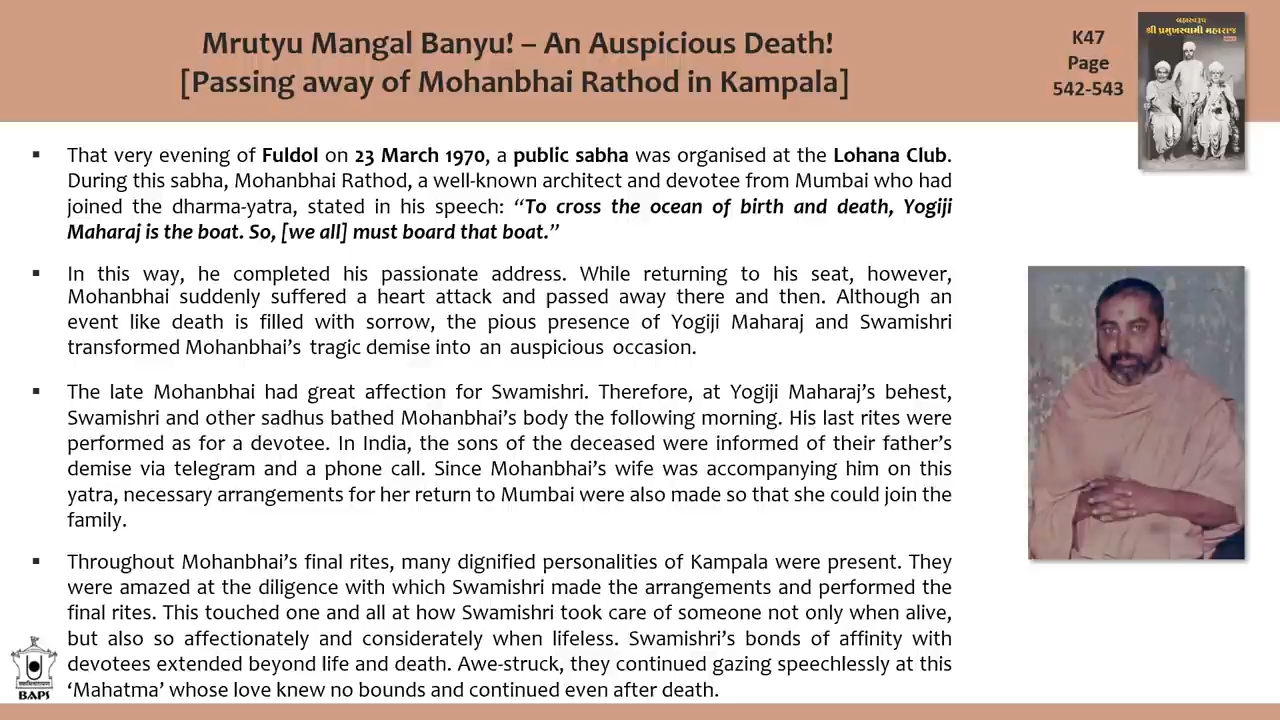 Mrutyu Mangal Banyu! – An Auspicious Death!
[Passing away of Mohanbhai Rathod in Kampala]
K47
Page
542-543
શ્રી પ્રમુખસ્વામી મહારાજ
▪ That very evening of Fuldol on 23 March 1970, a public sabha was organised at the Lohana Club.
During this sabha, Mohanbhai Rathod, a well-known architect and devotee from Mumbai who had
joined the dharma-yatra, stated in his speech: “To cross the ocean of birth and death, Yogiji
Maharaj is the boat. So, [we all] must board that boat.”
▪ In this way, he completed his passionate address. While returning to his seat, however,
Mohanbhai suddenly suffered a heart attack and passed away there and then. Although an
event like death is filled with sorrow, the pious presence of Yogiji Maharaj and Swamishri
transformed Mohanbhai’s tragic demise into an auspicious occasion.
▪ The late Mohanbhai had great affection for Swamishri. Therefore, at Yogiji Maharaj’s behest,
Swamishri and other sadhus bathed Mohanbhai’s body the following morning. His last rites were
performed as for a devotee. In India, the sons of the deceased were informed of their father’s
demise via telegram and a phone call. Since Mohanbhai’s wife was accompanying him on this
yatra, necessary arrangements for her return to Mumbai were also made so that she could join the
family.
▪ Throughout Mohanbhai’s final rites, many dignified personalities of Kampala were present. They
were amazed at the diligence with which Swamishri made the arrangements and performed the
final rites. This touched one and all at how Swamishri took care of someone not only when alive,
but also so affectionately and considerately when lifeless. Swamishri’s bonds of affinity with
devotees extended beyond life and death. Awe-struck, they continued gazing speechlessly at this
‘Mahatma’ whose love knew no bounds and continued even after death.
BAPS